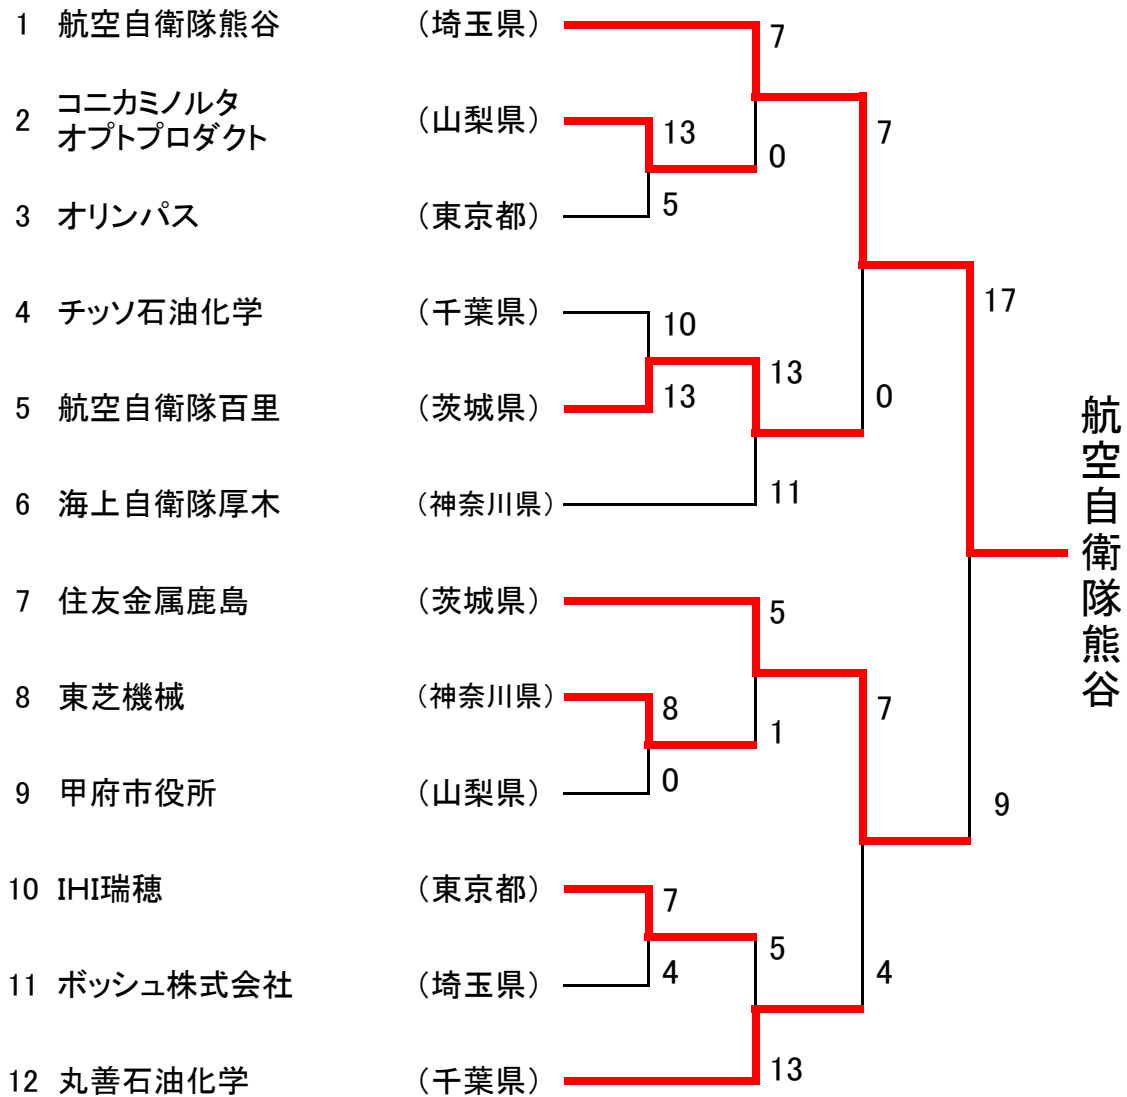 1 航空自衛隊熊谷 （埼玉県） 7
2 コニカミノルタ
オプトプロダクト （山梨県） 13 0 7
3 オリンパス （東京都） 5
4 チッソ石油化学 （千葉県） 10 17
5 航空自衛隊百里 （茨城県） 13 13 0
6 海上自衛隊厚木 （神奈川県） 11
航空自衛隊熊谷
7 住友金属鹿島 （茨城県） 5
8 東芝機械 （神奈川県） 8 1 7
9 甲府市役所 （山梨県） 0 9
10 IHI瑞穂 （東京都） 7
11 ボッシュ株式会社 （埼玉県） 4 5 4
12 丸善石油化学 （千葉県） 13